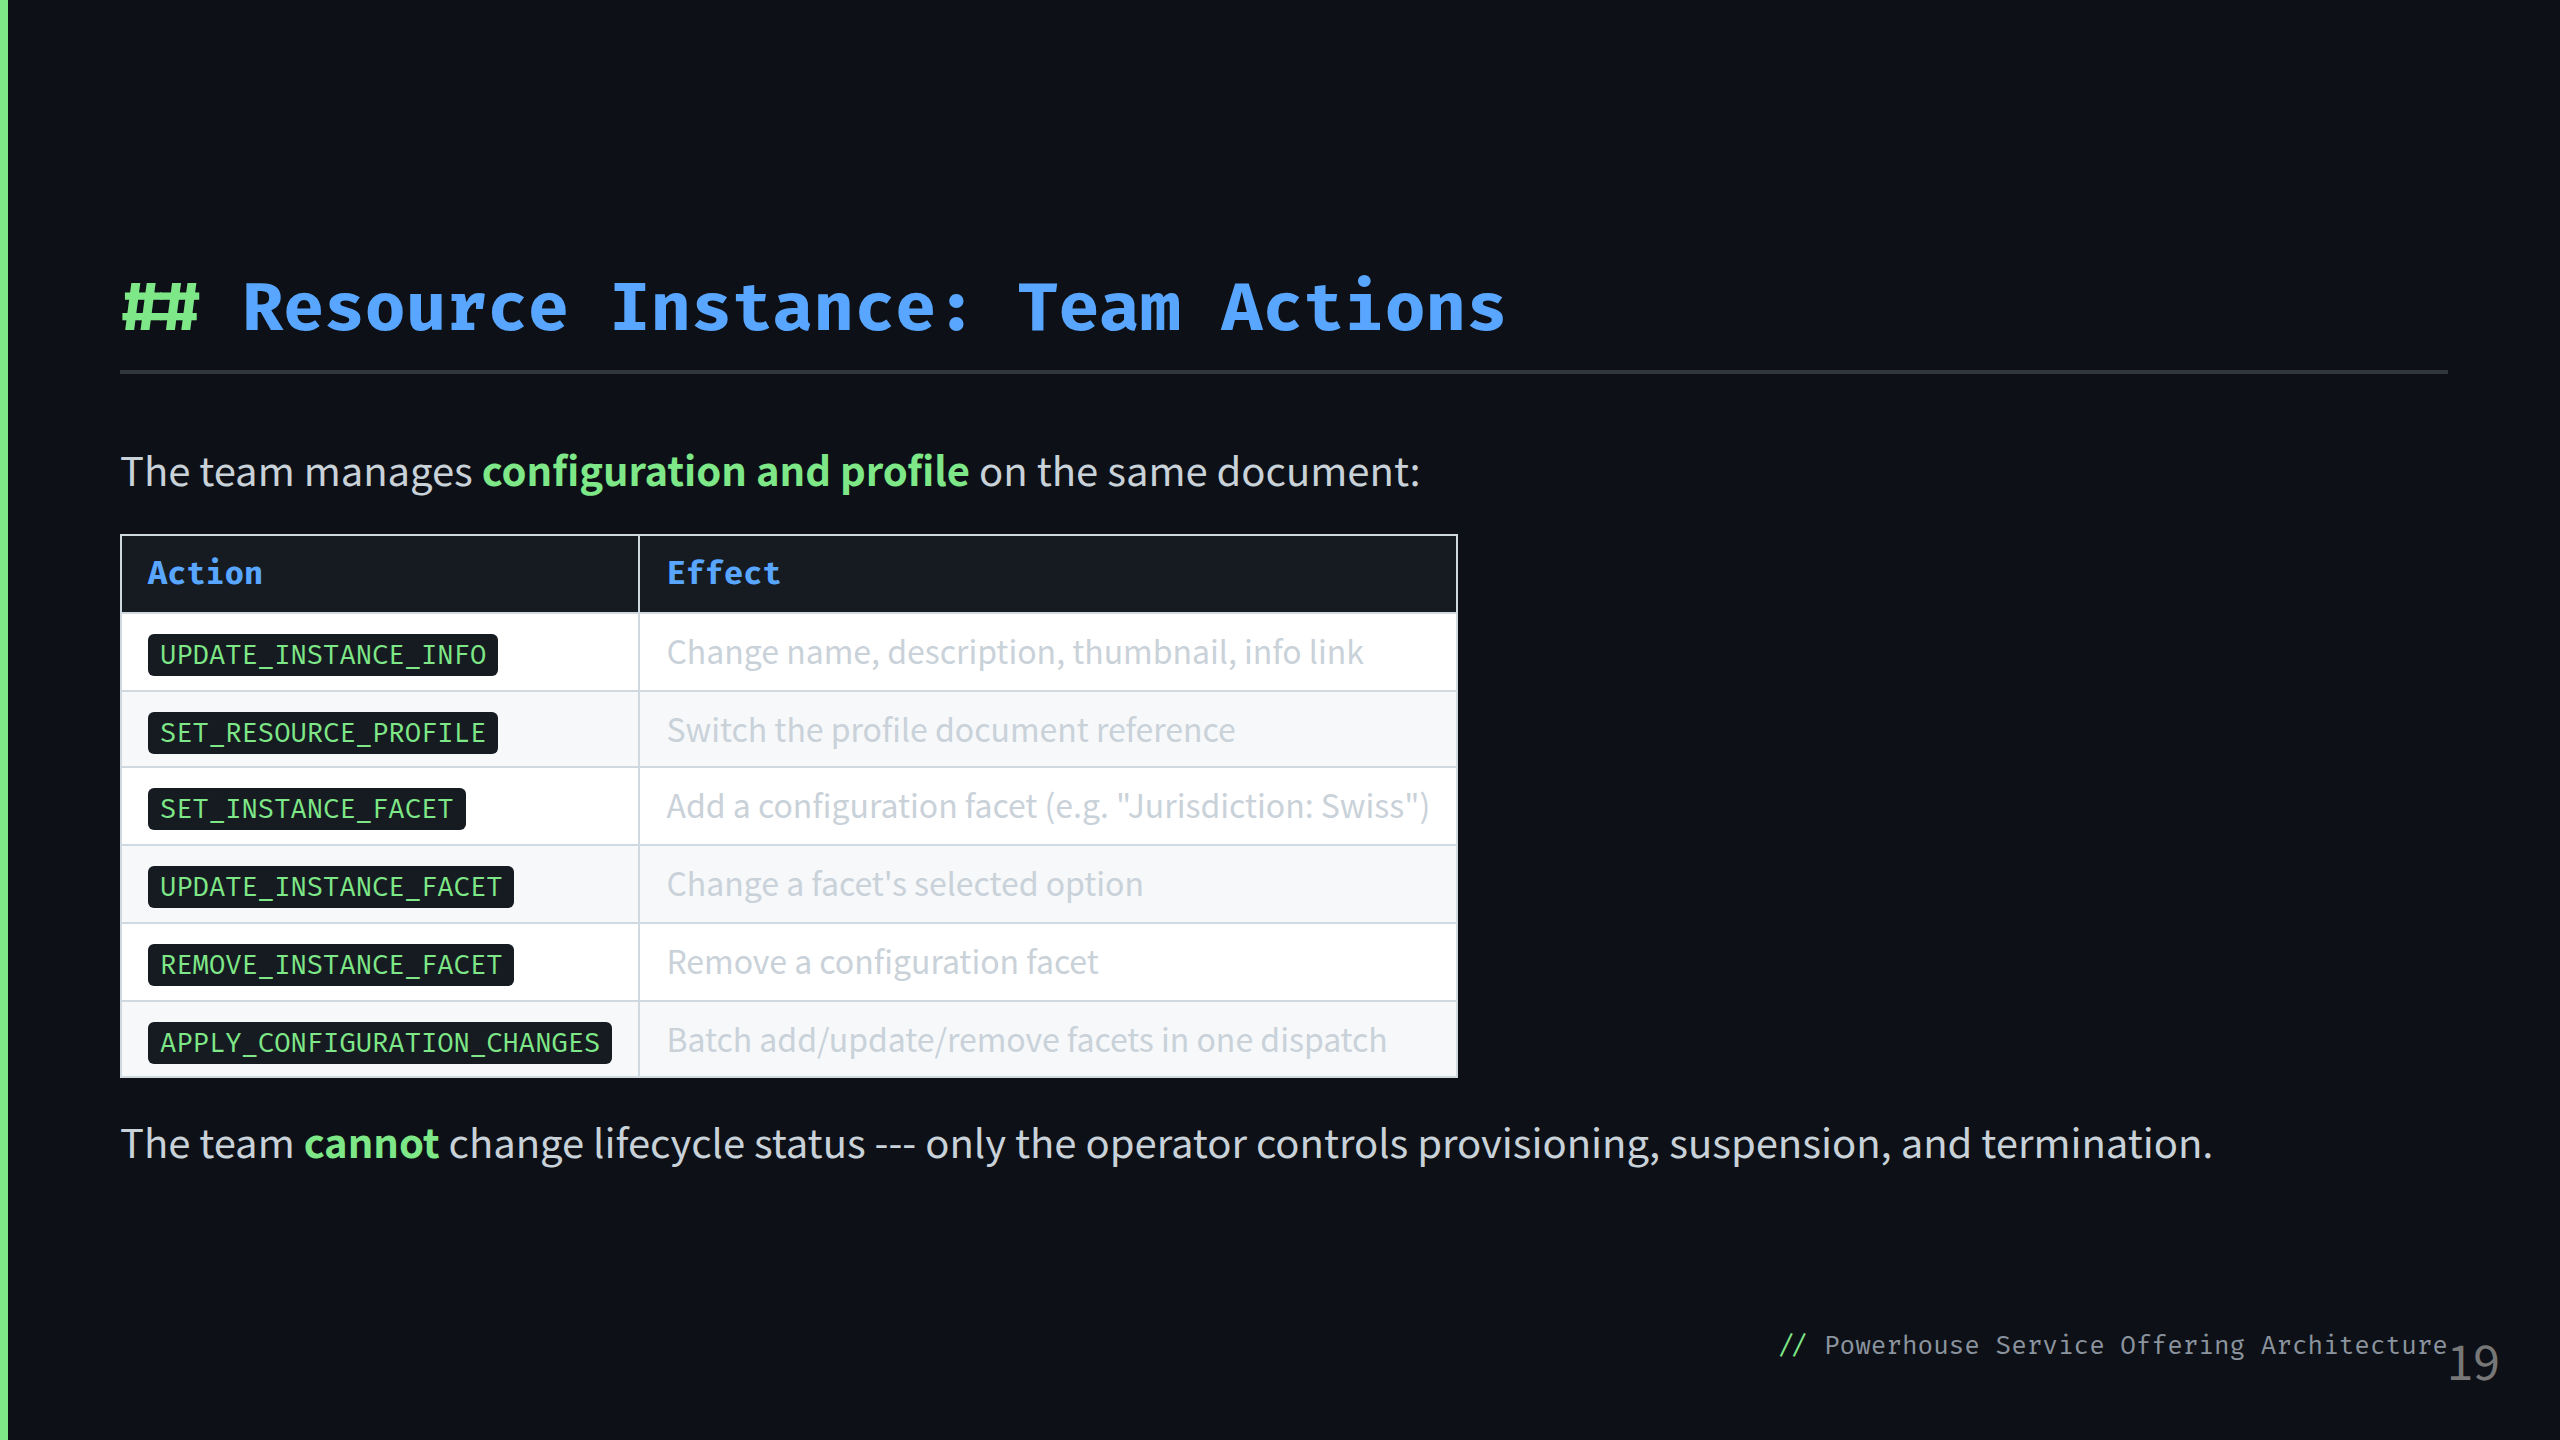 ## Resource Instance: Team Actions
The team manages configuration and profile on the same document:
Action Effect
UPDATE_INSTANCE_INFO Change name, description, thumbnail, info link
SET_RESOURCE_PROFILE Switch the profile document reference
SET_INSTANCE_FACET Add a configuration facet (e.g. "Jurisdiction: Swiss")
UPDATE_INSTANCE_FACET Change a facet's selected option
REMOVE_INSTANCE_FACET Remove a configuration facet
APPLY_CONFIGURATION_CHANGES Batch add/update/remove facets in one dispatch
The team cannot change lifecycle status --- only the operator controls provisioning, suspension, and termination.
// Powerhouse Service Offering Architecture
19